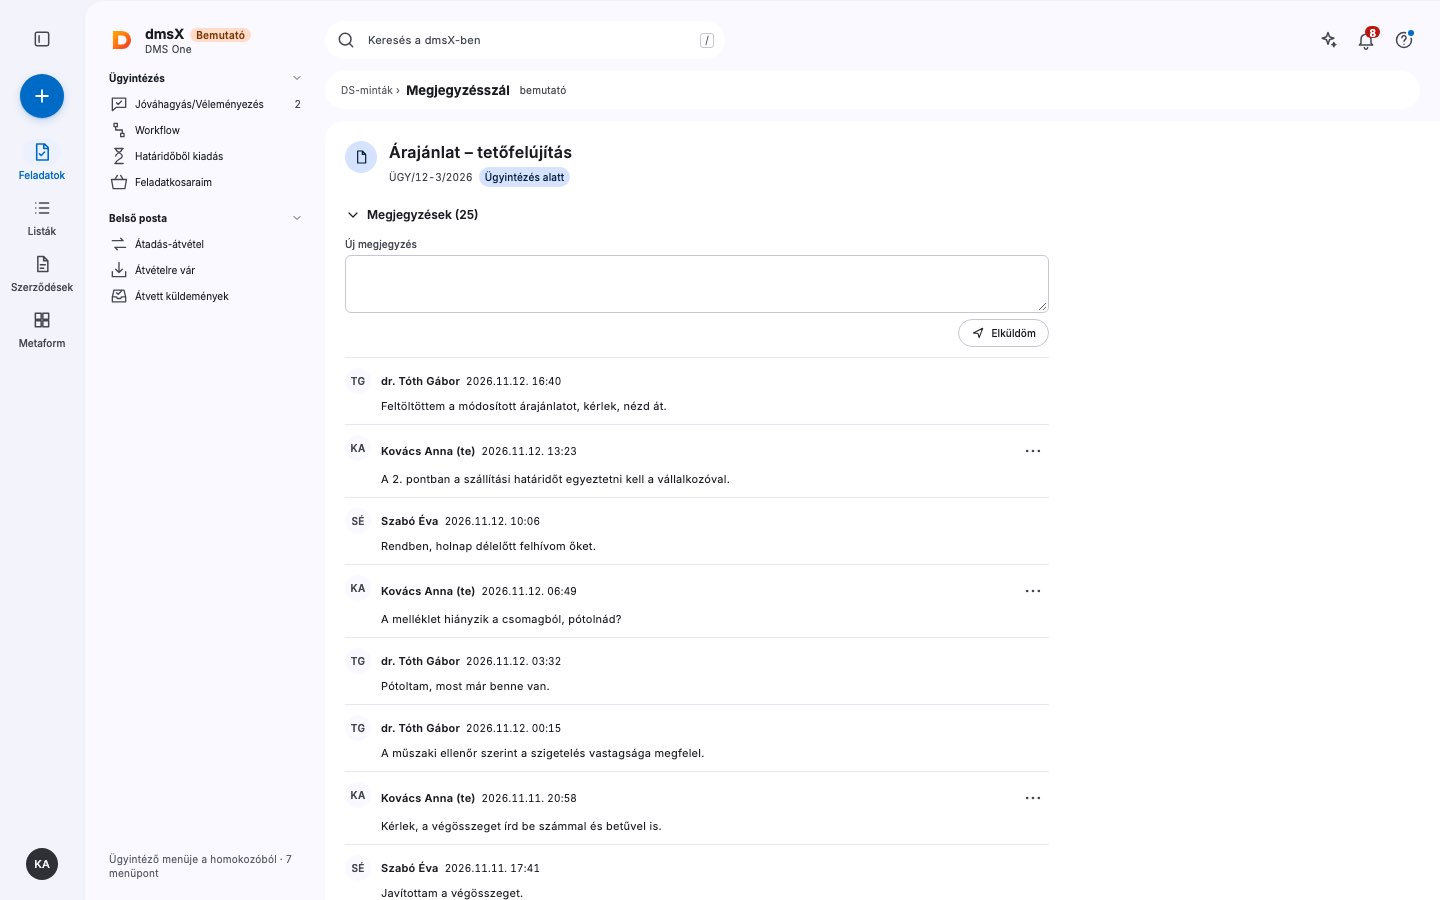 dmsX Bemutató
DMS One
Keresés a dmsX-ben /
8
Feladatok
Listák
Szerződések
Metaform
KA
Ügyintézés
Jóváhagyás/Véleményezés 2
Workflow
Határidőből kiadás
Feladatkosaraim
Belső posta
Átadás-átvétel
Átvételre vár
Átvett küldemények
Ügyintéző menüje a homokozóból · 7
menüpont
DS-minták › Megjegyzésszál bemutató
Árajánlat – tetőfelújítás
ÜGY/12-3/2026 Ügyintézés alatt
Megjegyzések (25)
Új megjegyzés
Elküldöm
TG dr. Tóth Gábor 2026.11.12. 16:40
Feltöltöttem a módosított árajánlatot, kérlek, nézd át.
KA Kovács Anna (te) 2026.11.12. 13:23
A 2. pontban a szállítási határidőt egyeztetni kell a vállalkozóval.
SÉ Szabó Éva 2026.11.12. 10:06
Rendben, holnap délelőtt felhívom őket.
KA Kovács Anna (te) 2026.11.12. 06:49
A melléklet hiányzik a csomagból, pótolnád?
TG dr. Tóth Gábor 2026.11.12. 03:32
Pótoltam, most már benne van.
TG dr. Tóth Gábor 2026.11.12. 00:15
A műszaki ellenőr szerint a szigetelés vastagsága megfelel.
KA Kovács Anna (te) 2026.11.11. 20:58
Kérlek, a végösszeget írd be számmal és betűvel is.
SÉ Szabó Éva 2026.11.11. 17:41
Javítottam a végösszeget.